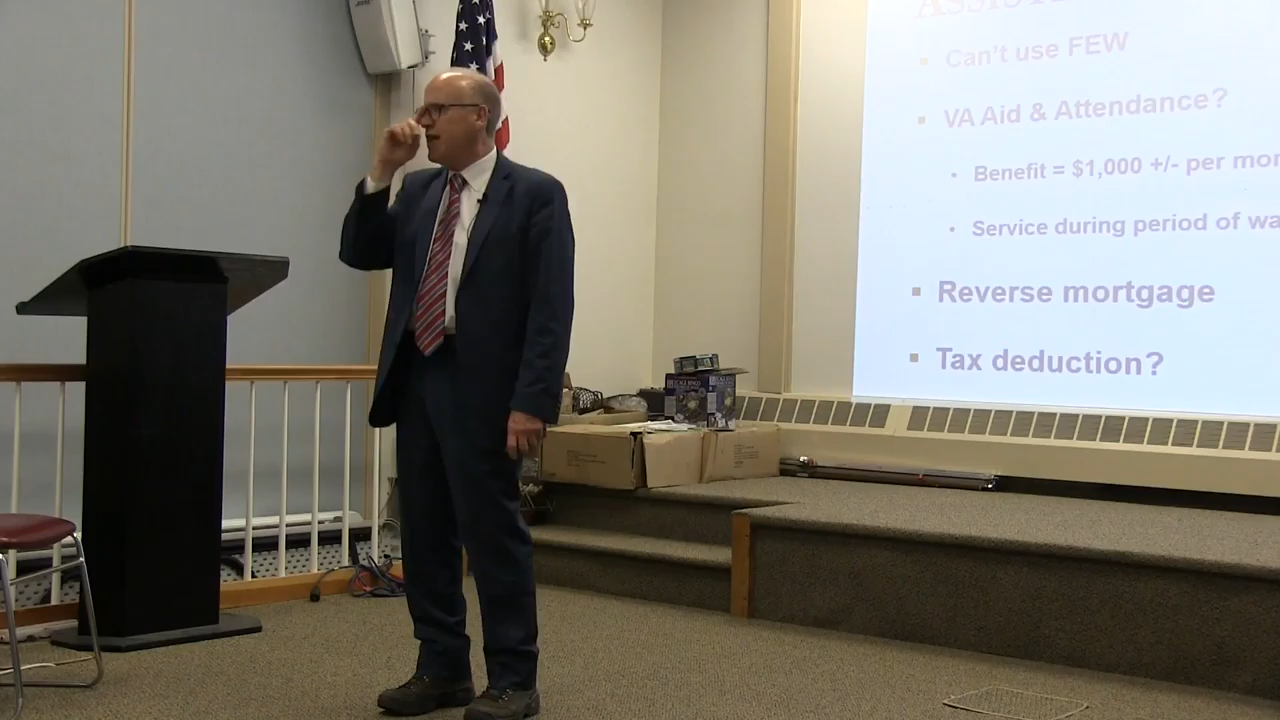 Can't use FEW
VA Aid & Attendance?
Benefit = $1,000 +/- per mon
Service during period of wa
Reverse mortgage
Tax deduction?